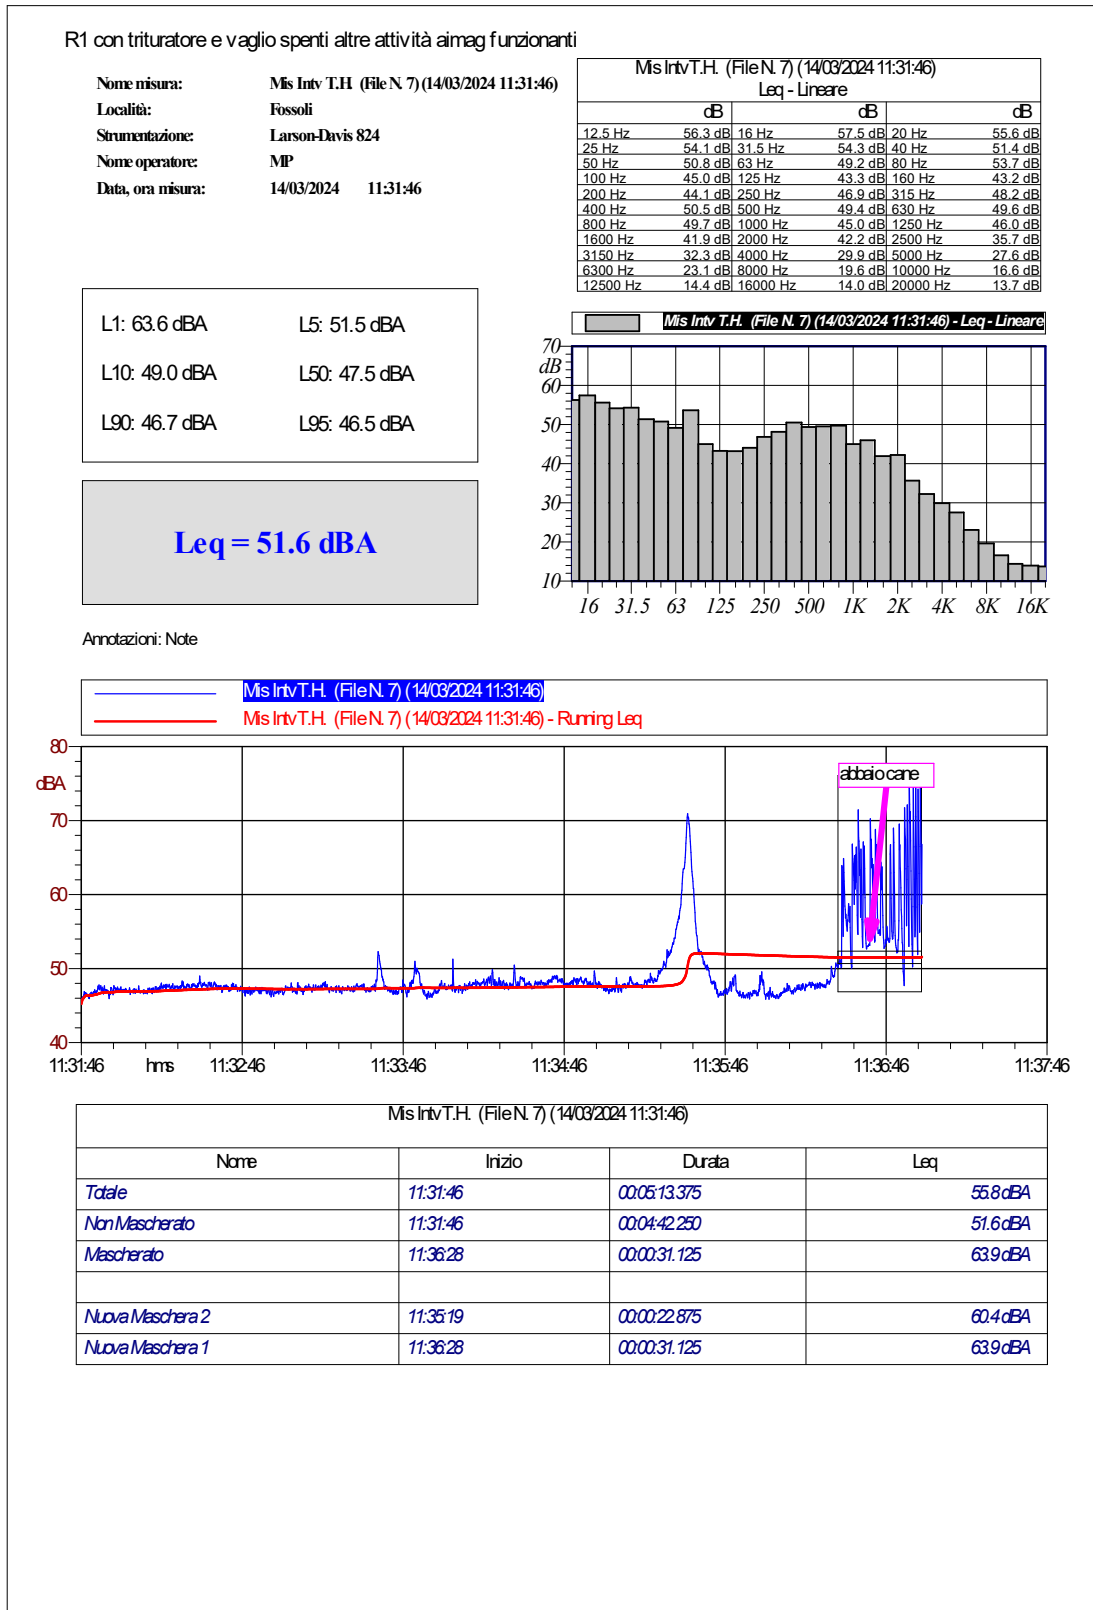 R1 con trituratore e vaglio spenti altre attività aimag funzionanti
Nome misura: Mis Intv T.H. (File N. 7) (14/03/2024 11:31:46)
Località: Fossoli
Strumentazione: Larson-Davis 824
Nome operatore: MP
Data, ora misura: 14/03/2024 11:31:46
Mis Intv T.H. (File N. 7) (14/03/2024 11:31:46)
Leq - Lineare
dB dB dB
12.5 Hz 56.3 dB 16 Hz 57.5 dB 20 Hz 55.6 dB
25 Hz 54.1 dB 31.5 Hz 54.3 dB 40 Hz 51.4 dB
50 Hz 50.8 dB 63 Hz 49.2 dB 80 Hz 53.7 dB
100 Hz 45.0 dB 125 Hz 43.3 dB 160 Hz 43.2 dB
200 Hz 44.1 dB 250 Hz 46.9 dB 315 Hz 48.2 dB
400 Hz 50.5 dB 500 Hz 49.4 dB 630 Hz 49.6 dB
800 Hz 49.7 dB 1000 Hz 45.0 dB 1250 Hz 46.0 dB
1600 Hz 41.9 dB 2000 Hz 42.2 dB 2500 Hz 35.7 dB
3150 Hz 32.3 dB 4000 Hz 29.9 dB 5000 Hz 27.6 dB
6300 Hz 23.1 dB 8000 Hz 19.6 dB 10000 Hz 16.6 dB
12500 Hz 14.4 dB 16000 Hz 14.0 dB 20000 Hz 13.7 dB
L1: 63.6 dBA L5: 51.5 dBA
L10: 49.0 dBA L50: 47.5 dBA
L90: 46.7 dBA L95: 46.5 dBA
Leq = 51.6 dBA
Mis Intv T.H. (File N. 7) (14/03/2024 11:31:46) - Leq - Lineare
70
dB
60
50
40
30
20
10
16 31.5 63 125 250 500 1K 2K 4K 8K 16K
Annotazioni: Note
Mis Intv T.H. (File N. 7) (14/03/2024 11:31:46)
Mis Intv T.H. (File N. 7) (14/03/2024 11:31:46) - Running Leq
80
dBA
abbaio cane
70
60
50
40
11:31:46 hms 11:32:46 11:33:46 11:34:46 11:35:46 11:36:46 11:37:46
Mis Intv T.H. (File N. 7) (14/03/2024 11:31:46)
Nome Inizio Durata Leq
Totale 11:31:46 00:05:13.375 55.8 dBA
Non Mascherato 11:31:46 00:04:42.250 51.6 dBA
Mascherato 11:36:28 00:00:31.125 63.9 dBA
Nuova Maschera 2 11:35:19 00:00:22.875 60.4 dBA
Nuova Maschera 1 11:36:28 00:00:31.125 63.9 dBA